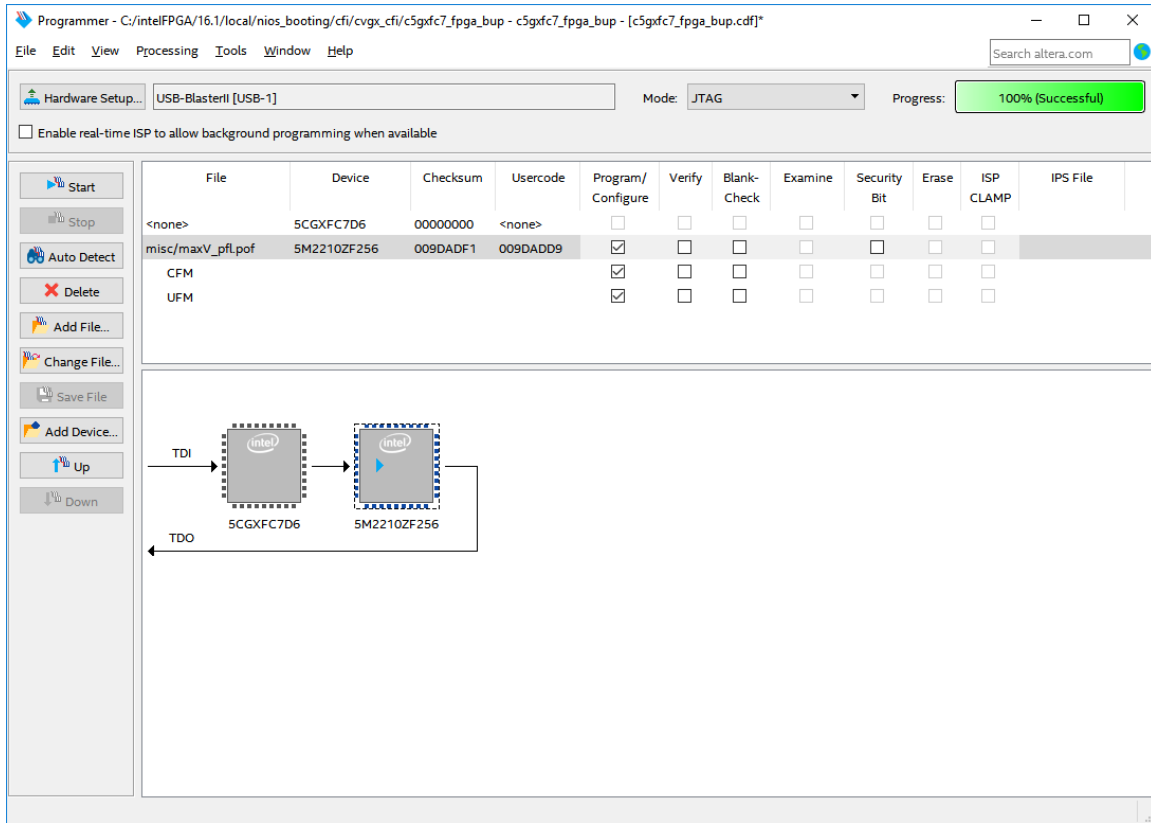 Programmer - C:/intelFPGA/16.1/local/nios_booting/cfi/cvgx_cfi/c5gxfc7_fpga_bup - c5gxfc7_fpga_bup - [c5gxfc7_fpga_bup.cdf]*
File Edit View Processing Tools Window Help
Search altera.com
Hardware Setup... USB-BlasterII [USB-1] Mode: JTAG Progress: 100% (Successful)
Enable real-time ISP to allow background programming when available
Start
Stop
Auto Detect
Delete
Add File...
Change File...
Save File
Add Device...
Up
Down
File Device Checksum Usercode Program/ Configure Verify Blank- Check Examine Security Bit Erase ISP CLAMP IPS File
<none> 5CGXFC7D6 00000000 <none>
misc/maxV_pfl.pof 5M2210ZF256 009DADF1 009DADD9
CFM
UFM
intel intel
TDI
5CGXFC7D6 5M2210ZF256
TDO